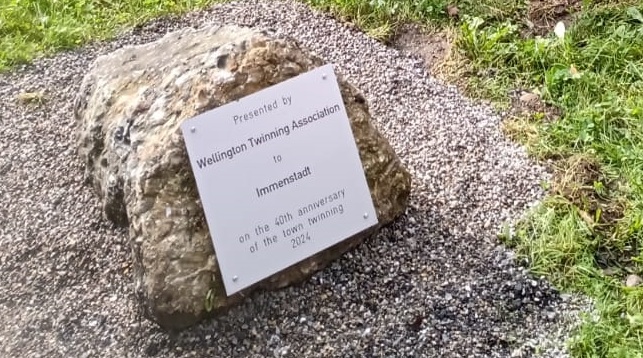 Presented by
Wellington Twinning Association
to
Immenstadt
on the 40th anniversary
of the town twinning
2024